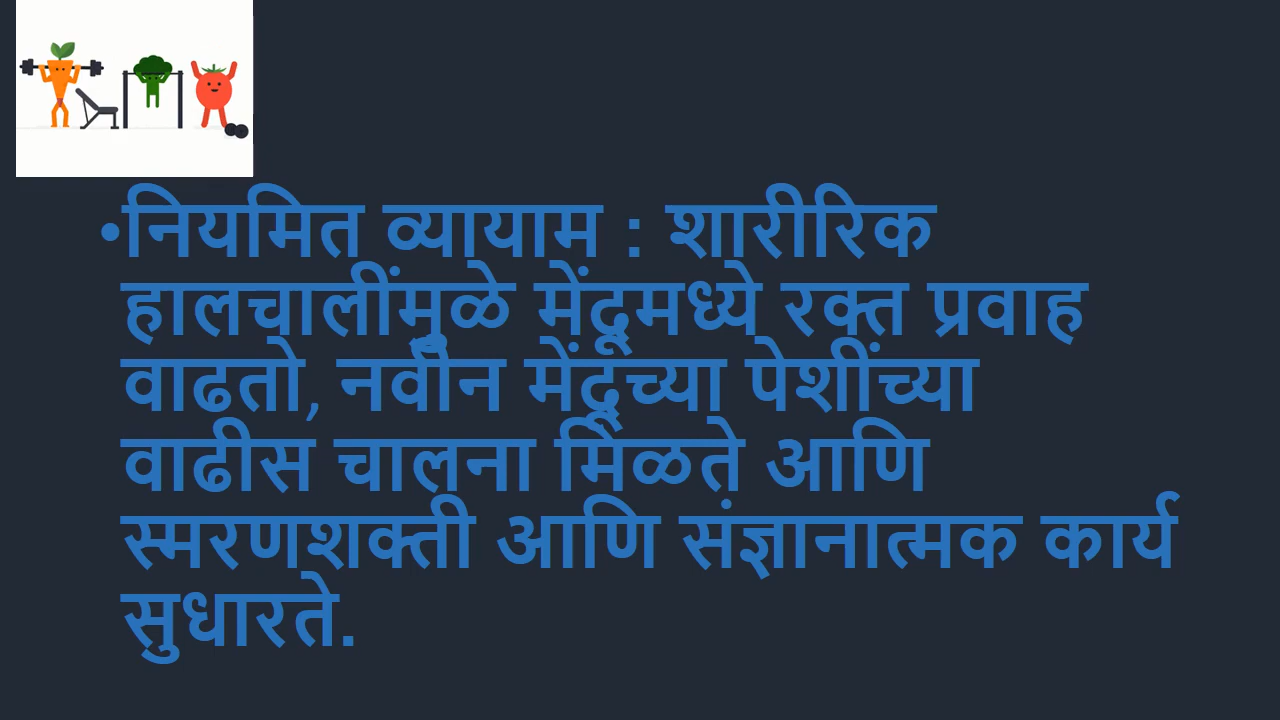 •नियमित व्यायाम : शारीरिक
हालचालींमुळे मेंदूमध्ये रक्त प्रवाह
वाढतो, नवीन मेंदूच्या पेशींच्या
वाढीस चालना मिळते आणि
स्मरणशक्ती आणि संज्ञानात्मक कार्य
सुधारते.